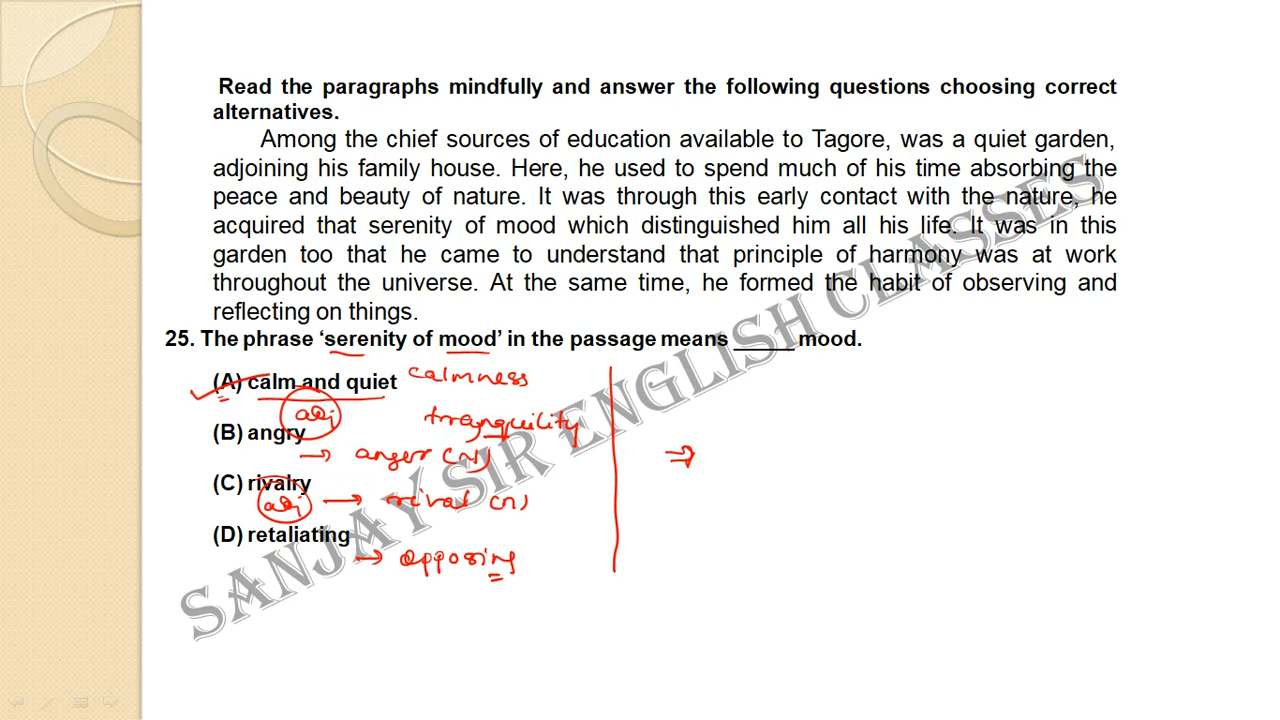 Read the paragraphs mindfully and answer the following questions choosing correct
alternatives.
Among the chief sources of education available to Tagore, was a quiet garden,
adjoining his family house. Here, he used to spend much of his time absorbing the
peace and beauty of nature. It was through this early contact with the nature, he
acquired that serenity of mood which distinguished him all his life. It was in this
garden too that he came to understand that principle of harmony was at work
throughout the universe. At the same time, he formed the habit of observing and
reflecting on things.
25. The phrase ‘serenity of mood’ in the passage means _____ mood.
(A) calm and quiet calmness
adj tranquility
(B) angry
→ anger (N)
(C) rivalry
adj → rival (n)
(D) retaliating
→ opposing
⇒
SANJAY SIR ENGLISH CLASSES